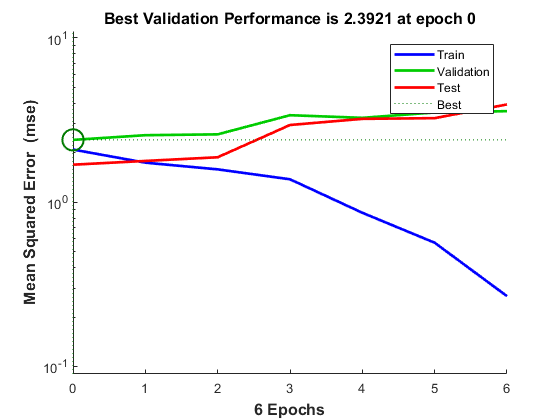 Best Validation Performance is 2.3921 at epoch 0
Mean Squared Error (mse)
10^1
10^0
10^-1
Train
Validation
Test
Best
0 1 2 3 4 5 6
6 Epochs